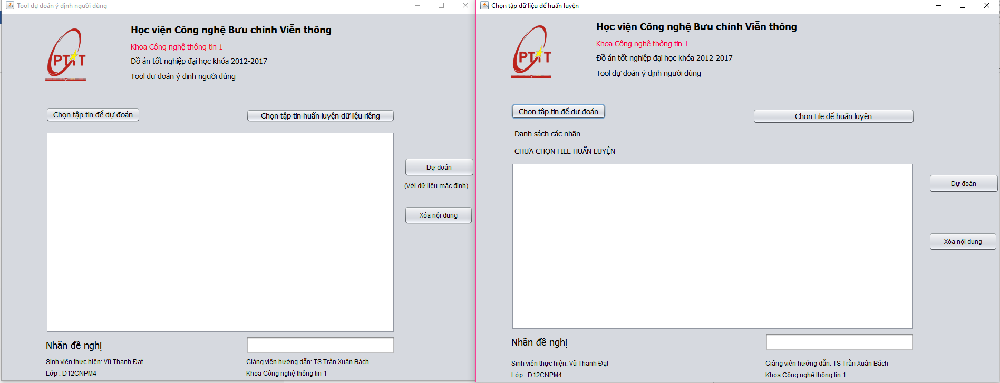 Tool dự đoán ý định người dùng
Học viện Công nghệ Bưu chính Viễn thông
PTIT
Khoa Công nghệ thông tin 1
Đồ án tốt nghiệp đại học khóa 2012-2017
Tool dự đoán ý định người dùng
Chọn tập tin để dự đoán
Chọn tập tin huấn luyện dữ liệu riêng
Dự đoán
(Với dữ liệu mặc định)
Xóa nội dung
Nhãn đề nghị
Sinh viên thực hiện: Vũ Thanh Đạt
Giảng viên hướng dẫn: TS Trần Xuân Bách
Lớp : D12CNPM4
Khoa Công nghệ thông tin 1
Chọn tập dữ liệu để huấn luyện
Học viện Công nghệ Bưu chính Viễn thông
PTIT
Khoa Công nghệ thông tin 1
Đồ án tốt nghiệp đại học khóa 2012-2017
Tool dự đoán ý định người dùng
Chọn tập tin để dự đoán
Chọn File để huấn luyện
Danh sách các nhãn
CHƯA CHỌN FILE HUẤN LUYỆN
Dự đoán
Xóa nội dung
Nhãn đề nghị
Sinh viên thực hiện: Vũ Thanh Đạt
Giảng viên hướng dẫn: TS Trần Xuân Bách
Lớp : D12CNPM4
Khoa Công nghệ thông tin 1